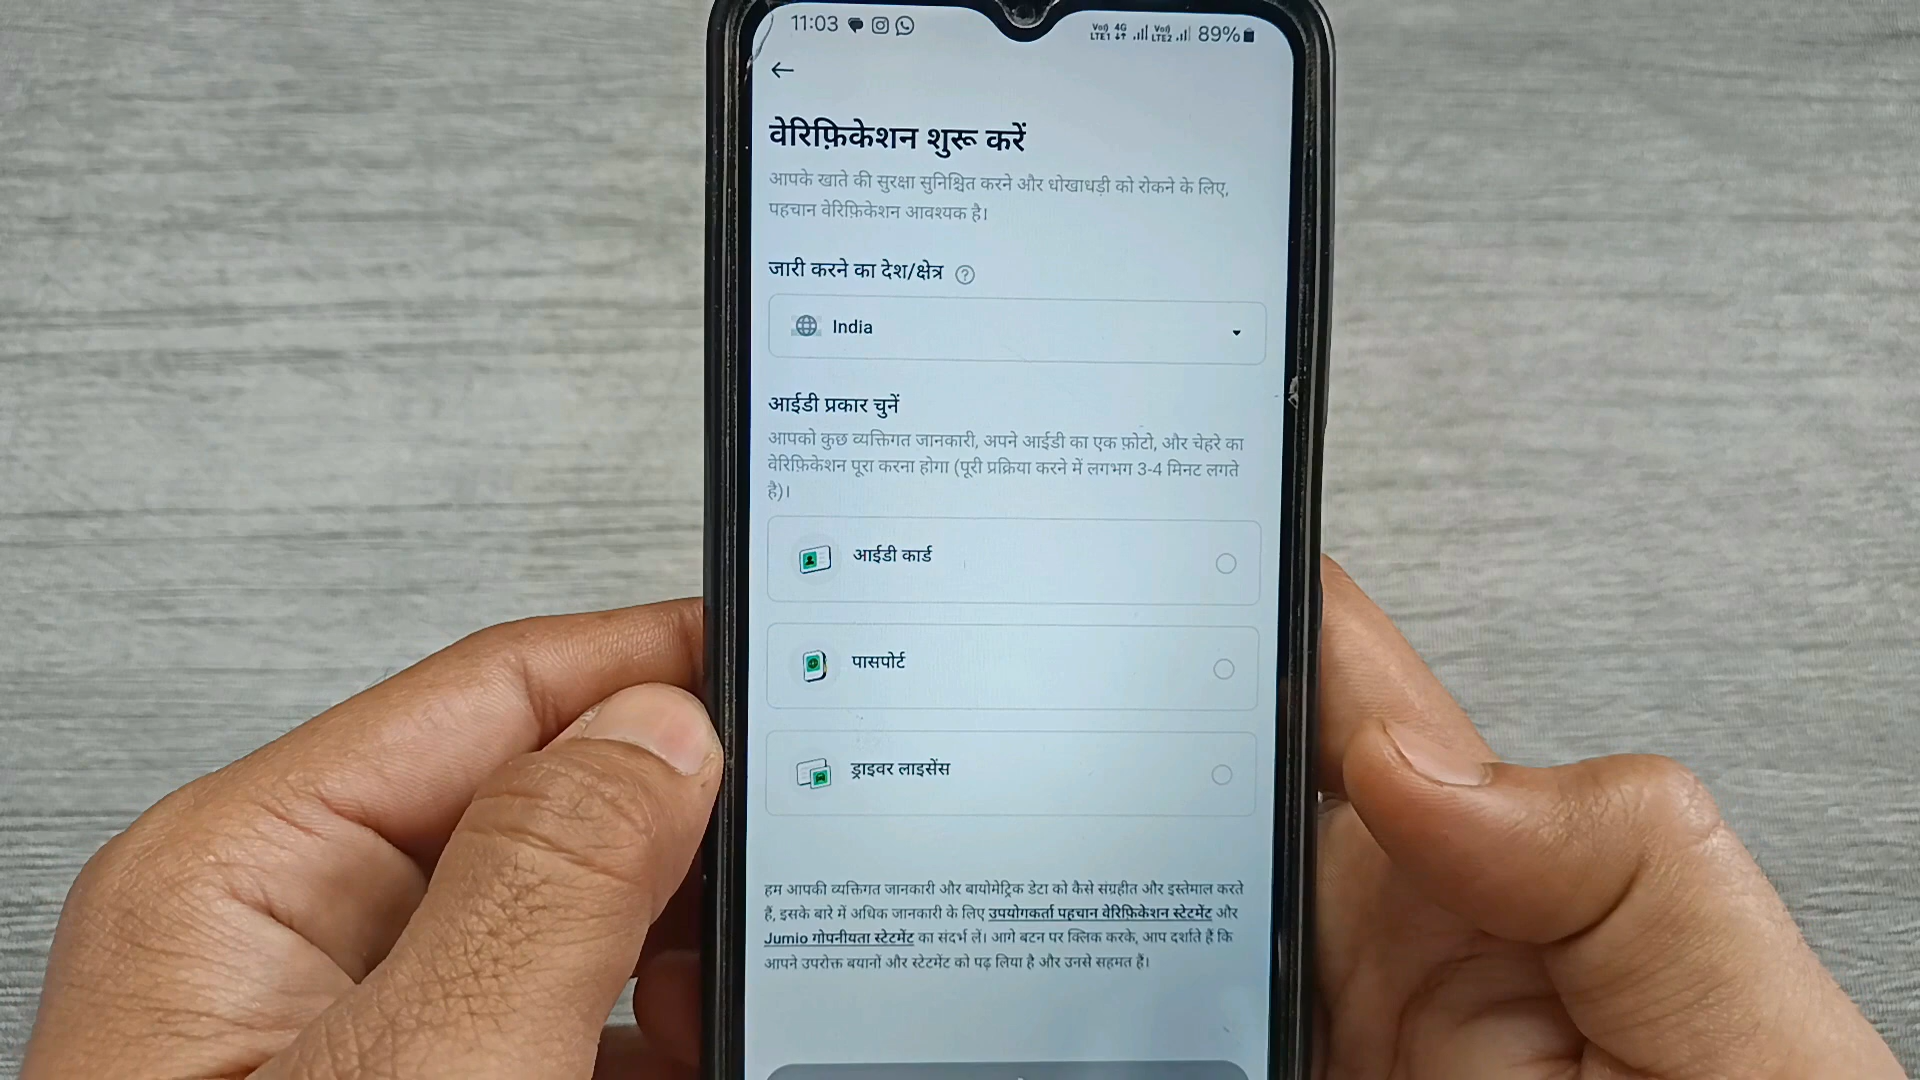 11:03 89%
वेरिफ़िकेशन शुरू करें
आपके खाते की सुरक्षा सुनिश्चित करने और धोखाधड़ी को रोकने के लिए,
पहचान वेरिफ़िकेशन आवश्यक है।
जारी करने का देश/क्षेत्र ?
India
आईडी प्रकार चुनें
आपको कुछ व्यक्तिगत जानकारी, अपने आईडी का एक फ़ोटो, और चेहरे का
वेरिफ़िकेशन पूरा करना होगा (पूरी प्रक्रिया करने में लगभग 3-4 मिनट लगते
है)।
आईडी कार्ड
पासपोर्ट
ड्राइवर लाइसेंस
हम आपकी व्यक्तिगत जानकारी और बायोमेट्रिक डेटा को कैसे संग्रहीत और इस्तेमाल करते
हैं, इसके बारे में अधिक जानकारी के लिए उपयोगकर्ता पहचान वेरिफ़िकेशन स्टेटमेंट और
Jumio गोपनीयता स्टेटमेंट का संदर्भ लें। आगे बटन पर क्लिक करके, आप दर्शाते हैं कि
आपने उपरोक्त बयानों और स्टेटमेंट को पढ़ लिया है और उनसे सहमत हैं।